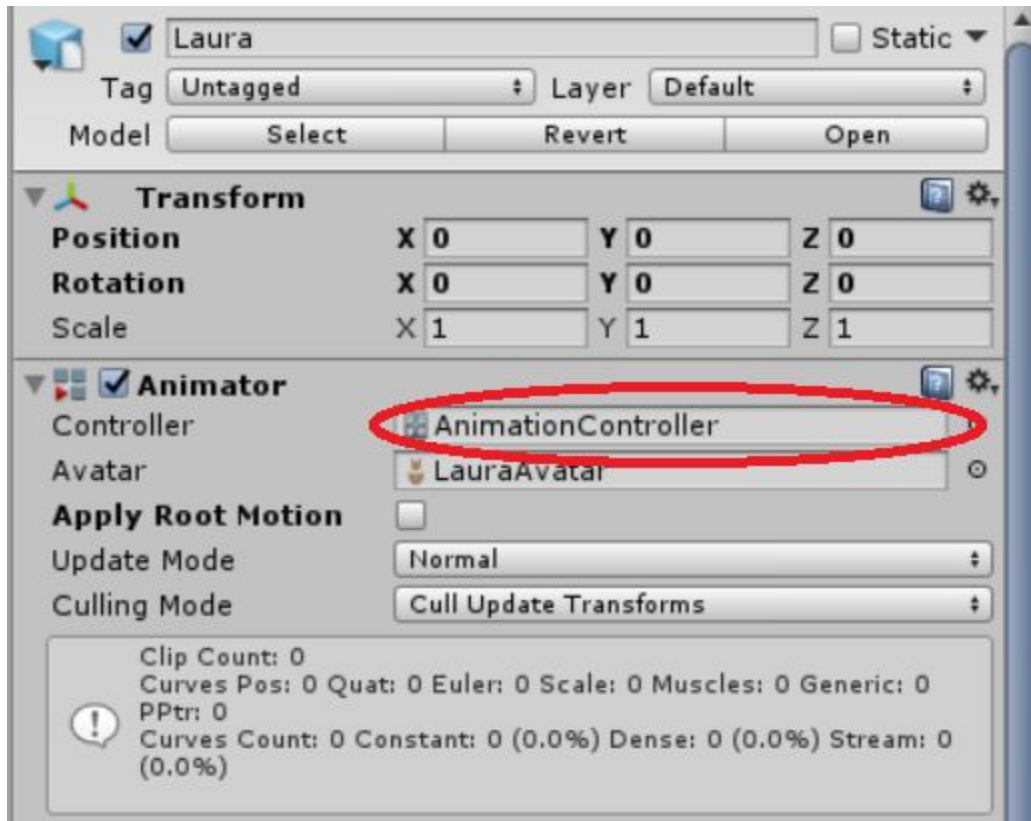 Laura Static
Tag Untagged Layer Default
Model Select Revert Open
Transform
Position X 0 Y 0 Z 0
Rotation X 0 Y 0 Z 0
Scale X 1 Y 1 Z 1
Animator
Controller AnimationController
Avatar LauraAvatar
Apply Root Motion
Update Mode Normal
Culling Mode Cull Update Transforms
Clip Count: 0
Curves Pos: 0 Quat: 0 Euler: 0 Scale: 0 Muscles: 0 Generic: 0
PPtr: 0
Curves Count: 0 Constant: 0 (0.0%) Dense: 0 (0.0%) Stream: 0
(0.0%)